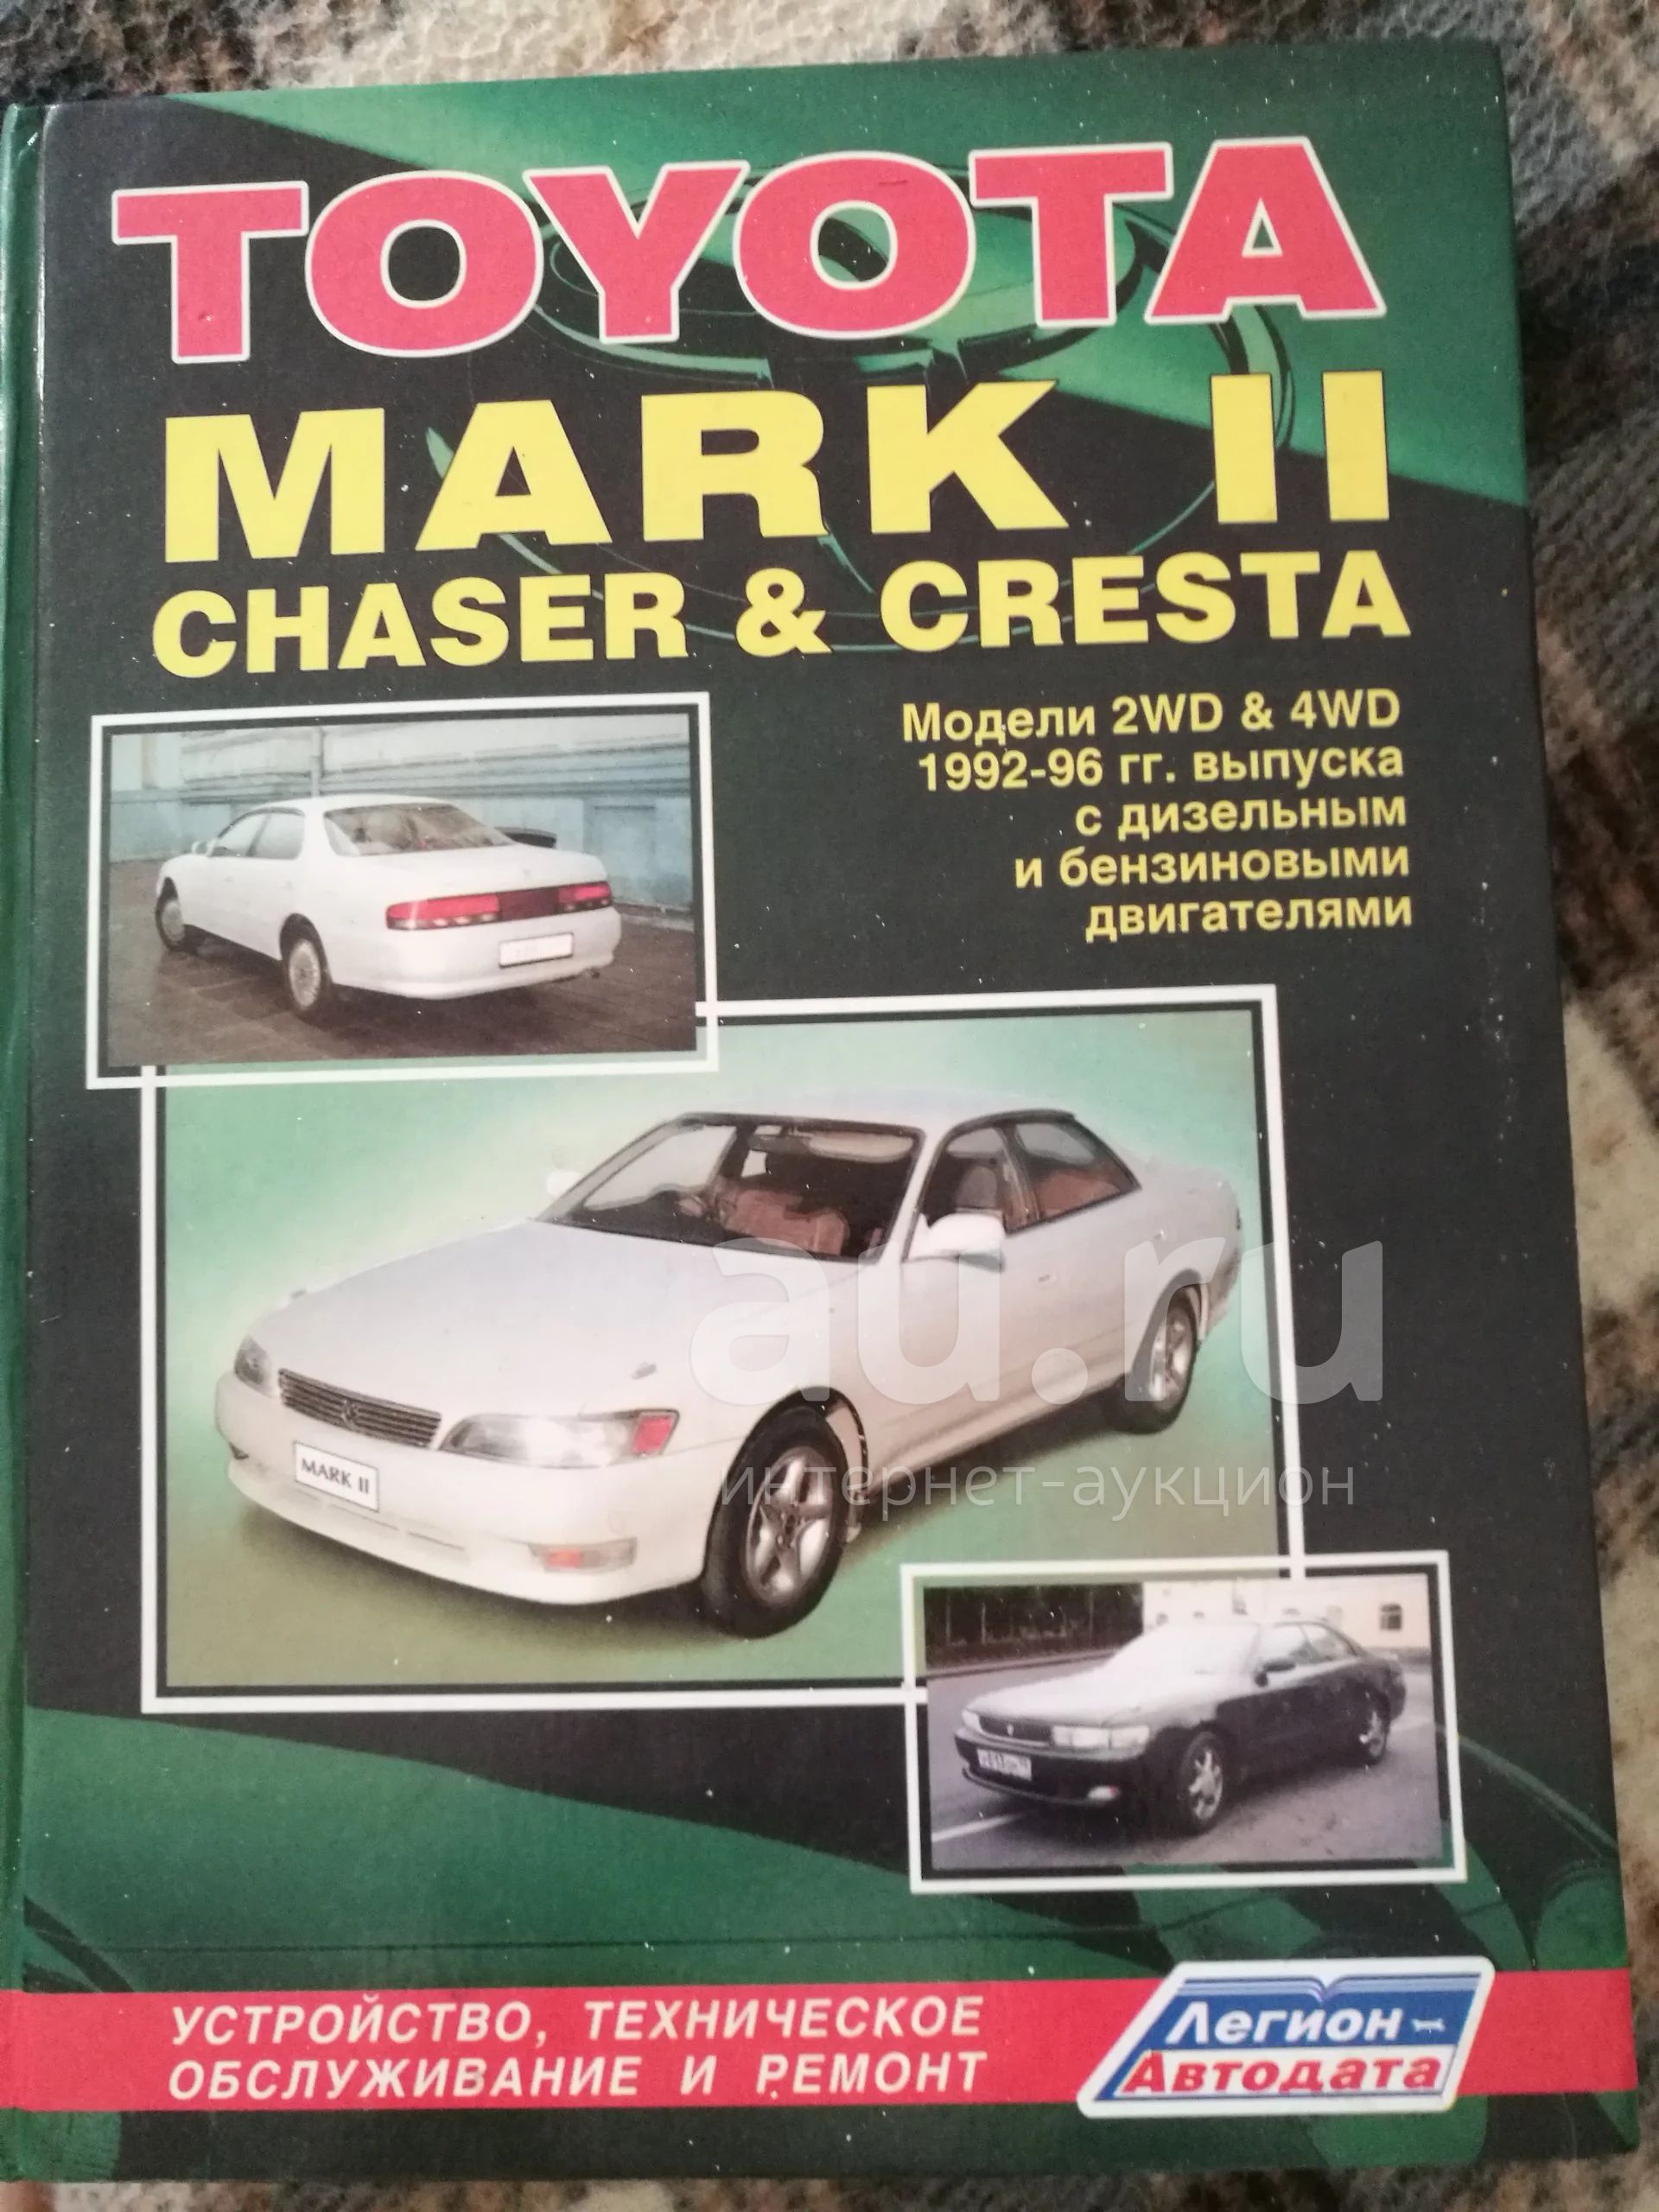 TOYOTA
MARK II
CHASER & CRESTA
Модели 2WD & 4WD
1992-96 гг. выпуска
с дизельным
и бензиновыми
двигателями
au.ru
интернет-аукцион
MARK II
УСТРОЙСТВО, ТЕХНИЧЕСКОЕ
ОБСЛУЖИВАНИЕ И РЕМОНТ
Легион-
Автодата